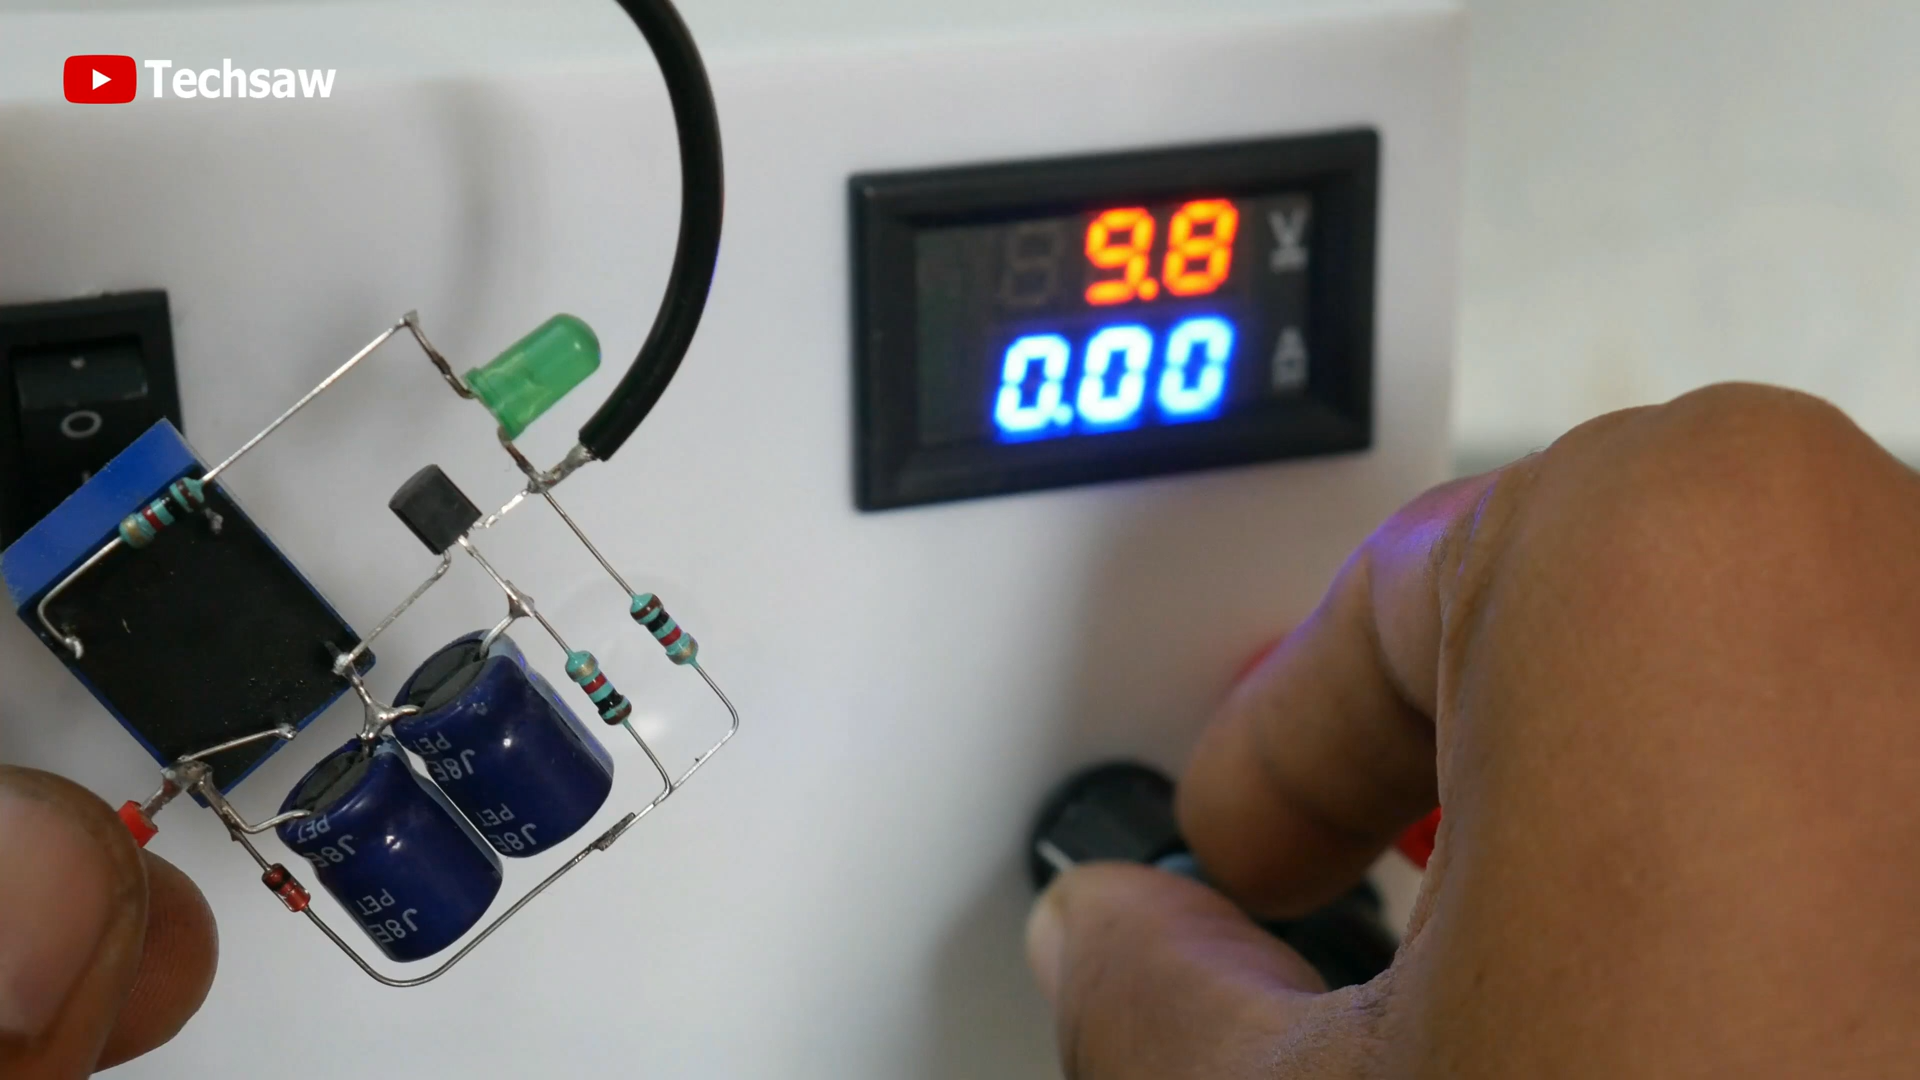 Techsaw
9.8 V
0.00 A
O
PET
J8E
PET
J8E
PET
J8E
PET
J8E